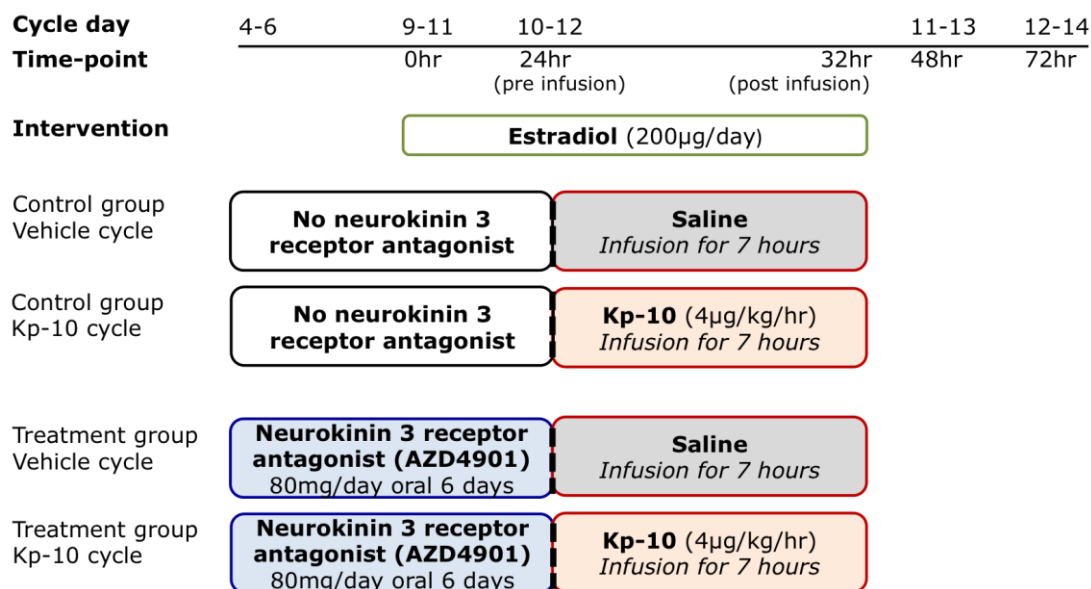 Cycle day 4-6 9-11 10-12 11-13 12-14
Time-point 0hr 24hr 32hr 48hr 72hr
(pre infusion) (post infusion)
Intervention
Estradiol (200µg/day)
Control group
Vehicle cycle
No neurokinin 3
receptor antagonist
Saline
Infusion for 7 hours
Control group
Kp-10 cycle
No neurokinin 3
receptor antagonist
Kp-10 (4µg/kg/hr)
Infusion for 7 hours
Treatment group
Vehicle cycle
Neurokinin 3 receptor
antagonist (AZD4901)
80mg/day oral 6 days
Saline
Infusion for 7 hours
Treatment group
Kp-10 cycle
Neurokinin 3 receptor
antagonist (AZD4901)
80mg/day oral 6 days
Kp-10 (4µg/kg/hr)
Infusion for 7 hours